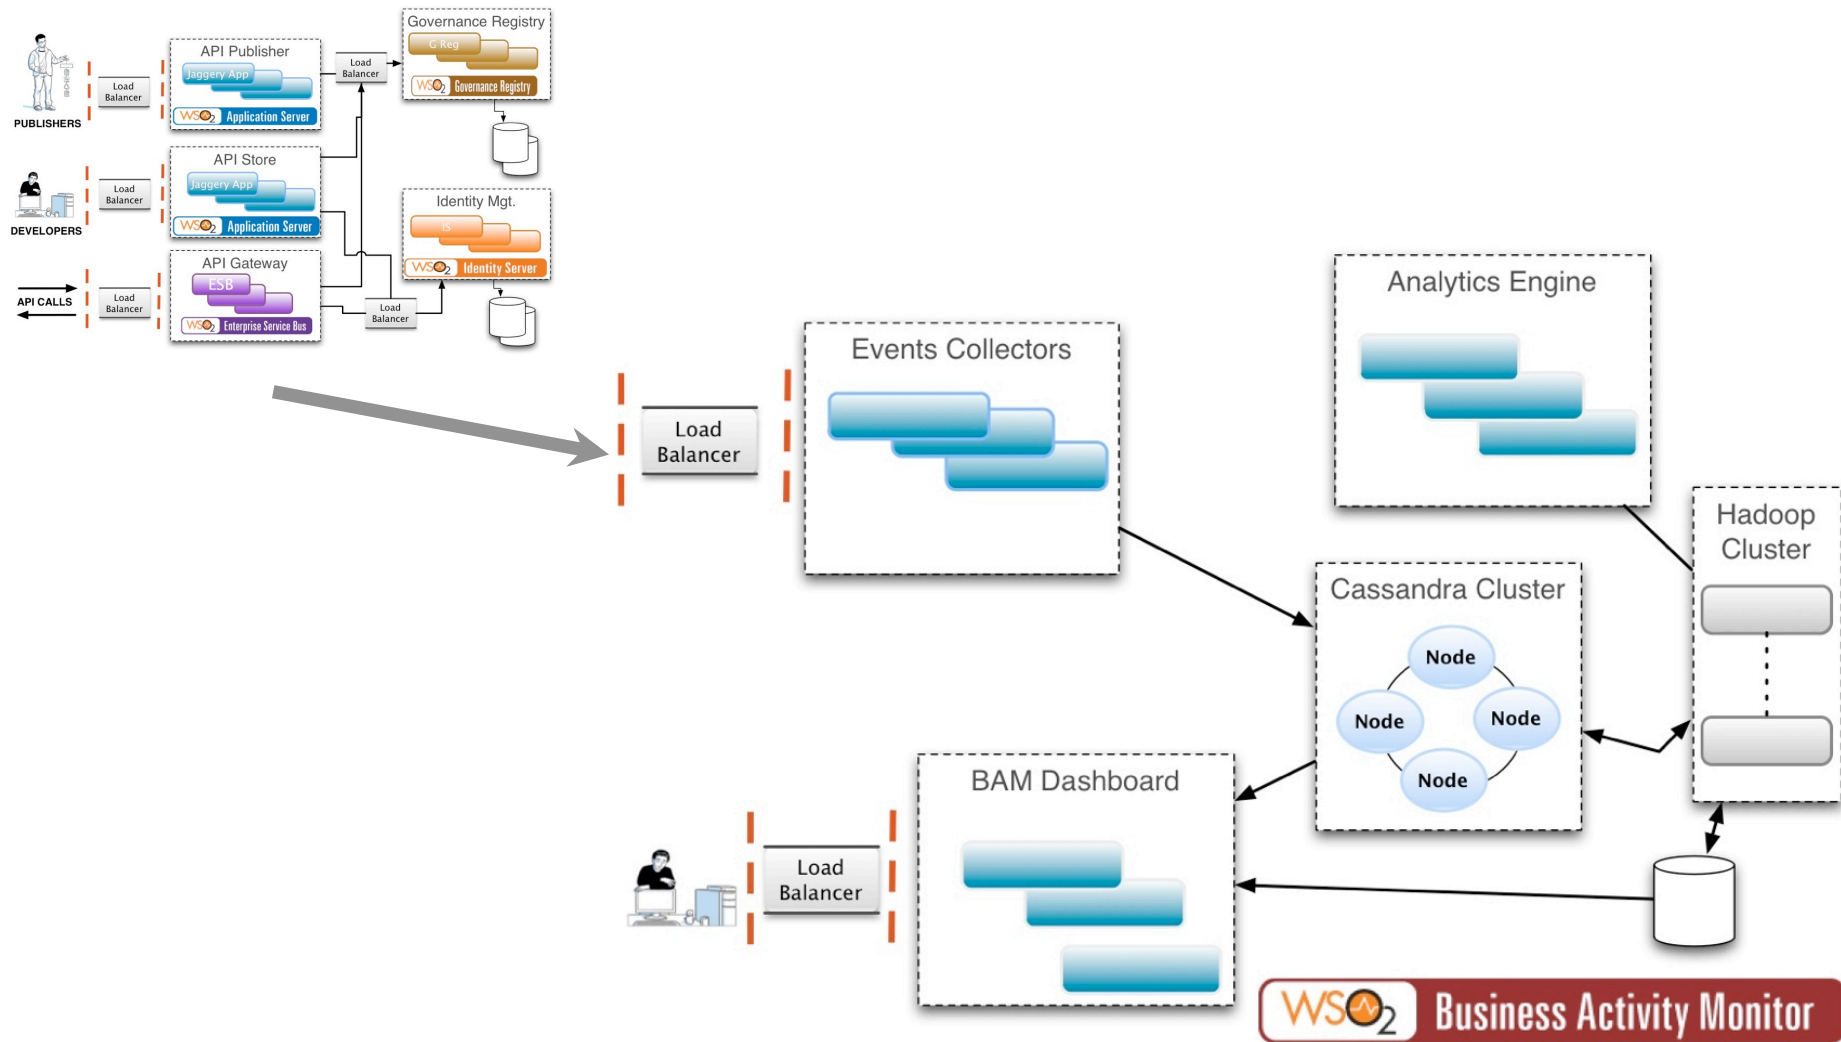 Governance Registry
G Reg
WSO2 Governance Registry
API Publisher
Jaggery App
WSO2 Application Server
Load
Balancer
Load
Balancer
PUBLISHERS
API Store
Jaggery App
WSO2 Application Server
Load
Balancer
DEVELOPERS
Identity Mgt.
IS
WSO2 Identity Server
API Gateway
ESB
WSO2 Enterprise Service Bus
API CALLS
Load
Balancer
Load
Balancer
Events Collectors
Load
Balancer
Analytics Engine
Hadoop
Cluster
Cassandra Cluster
Node
Node
Node
Node
BAM Dashboard
Load
Balancer
WSO2 Business Activity Monitor